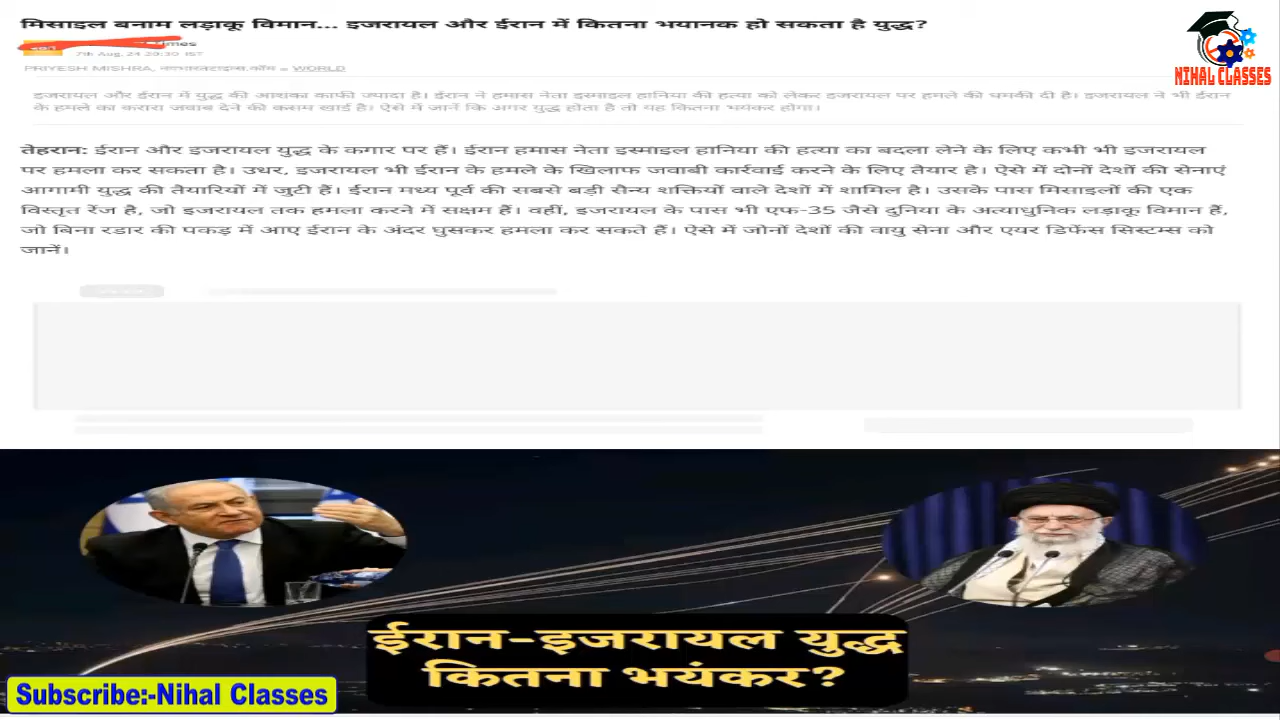 मिसाइल बनाम लड़ाकू विमान... इजरायल और ईरान में कितना भयानक हो सकता है युद्ध?
NIHAL CLASSES
7th Aug, 24 20:30 IST
PRIYESH MISHRA, नवभारतटाइम्स.कॉम = WORLD
इजरायल और ईरान में युद्ध की आशंका काफी ज्यादा है। ईरान ने हमास नेता इस्माइल हानिया की हत्या को लेकर इजरायल पर हमले की धमकी दी है। इजरायल ने भी ईरान
के हमले का करारा जवाब देने की कसम खाई है। ऐसे में जानें कि अगर युद्ध होता है तो यह कितना भयंकर होगा।
तेहरान: ईरान और इजरायल युद्ध के कगार पर हैं। ईरान हमास नेता इस्माइल हानिया की हत्या का बदला लेने के लिए कभी भी इजरायल
पर हमला कर सकता है। उधर, इजरायल भी ईरान के हमले के खिलाफ जवाबी कार्रवाई करने के लिए तैयार है। ऐसे में दोनों देशों की सेनाएं
आगामी युद्ध की तैयारियों में जुटी हैं। ईरान मध्य पूर्व की सबसे बड़ी सैन्य शक्तियों वाले देशों में शामिल है। उसके पास मिसाइलों की एक
विस्तृत रेंज है, जो इजरायल तक हमला करने में सक्षम हैं। वहीं, इजरायल के पास भी एफ-35 जैसे दुनिया के अत्याधुनिक लड़ाकू विमान हैं,
जो बिना रडार की पकड़ में आए ईरान के अंदर घुसकर हमला कर सकते हैं। ऐसे में जोनों देशों की वायु सेना और एयर डिफेंस सिस्टम्स को
जानें।
ईरान-इजरायल युद्ध
कितना भयंकर?
Subscribe:-Nihal Classes